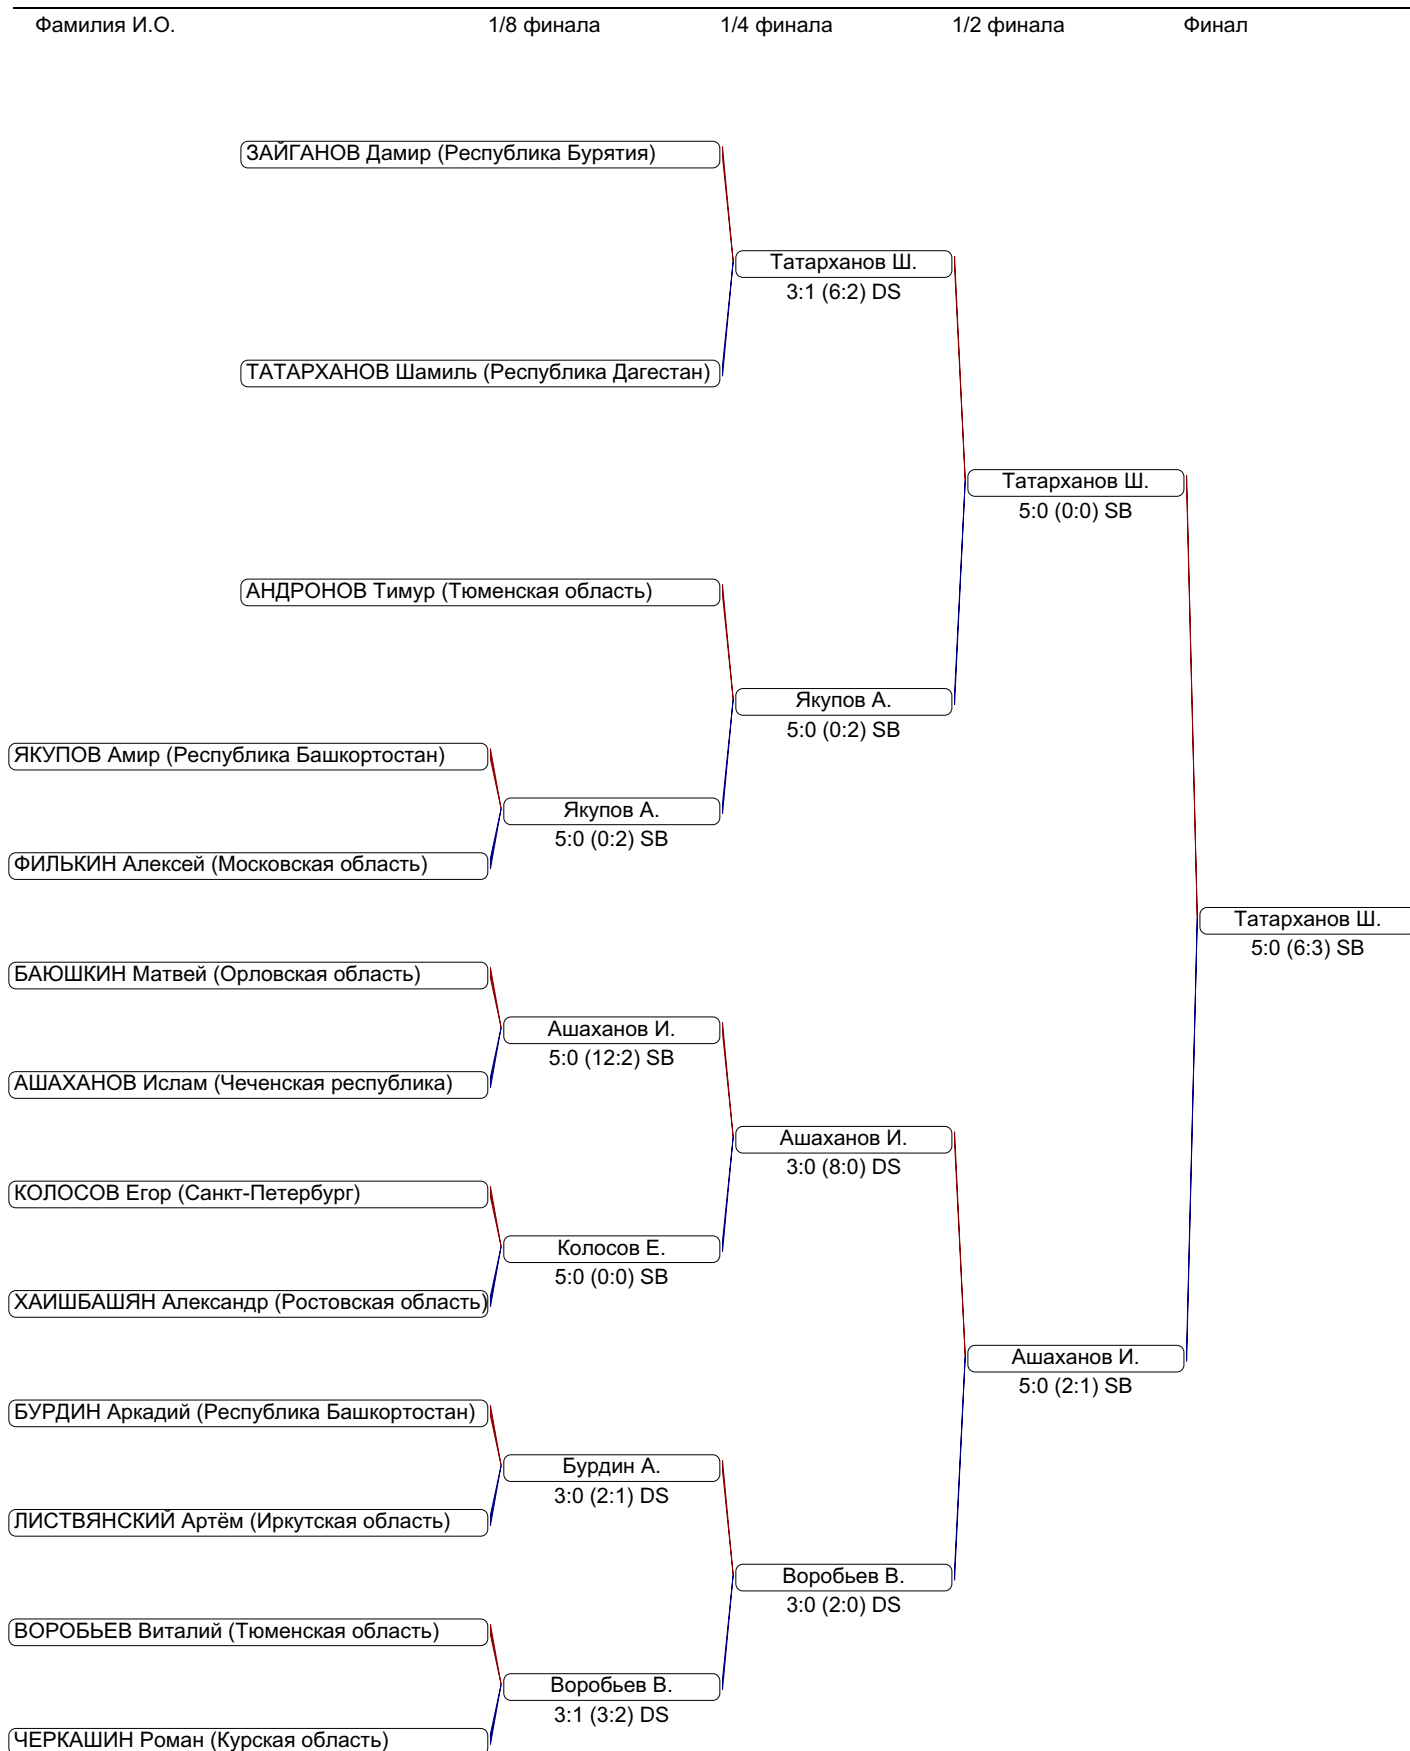 Фамилия И.О. 1/8 финала 1/4 финала 1/2 финала Финал
ЗАЙГАНОВ Дамир (Республика Бурятия)
Татарханов Ш.
3:1 (6:2) DS
ТАТАРХАНОВ Шамиль (Республика Дагестан)
Татарханов Ш.
5:0 (0:0) SB
АНДРОНОВ Тимур (Тюменская область)
Якупов А.
5:0 (0:2) SB
ЯКУПОВ Амир (Республика Башкортостан)
Якупов А.
5:0 (0:2) SB
ФИЛЬКИН Алексей (Московская область)
Татарханов Ш.
5:0 (6:3) SB
БАЮШКИН Матвей (Орловская область)
Ашаханов И.
5:0 (12:2) SB
АШАХАНОВ Ислам (Чеченская республика)
Ашаханов И.
3:0 (8:0) DS
КОЛОСОВ Егор (Санкт-Петербург)
Колосов Е.
5:0 (0:0) SB
ХАИШБАШЯН Александр (Ростовская область)
Ашаханов И.
5:0 (2:1) SB
БУРДИН Аркадий (Республика Башкортостан)
Бурдин А.
3:0 (2:1) DS
ЛИСТВЯНСКИЙ Артём (Иркутская область)
Воробьев В.
3:0 (2:0) DS
ВОРОБЬЕВ Виталий (Тюменская область)
Воробьев В.
3:1 (3:2) DS
ЧЕРКАШИН Роман (Курская область)